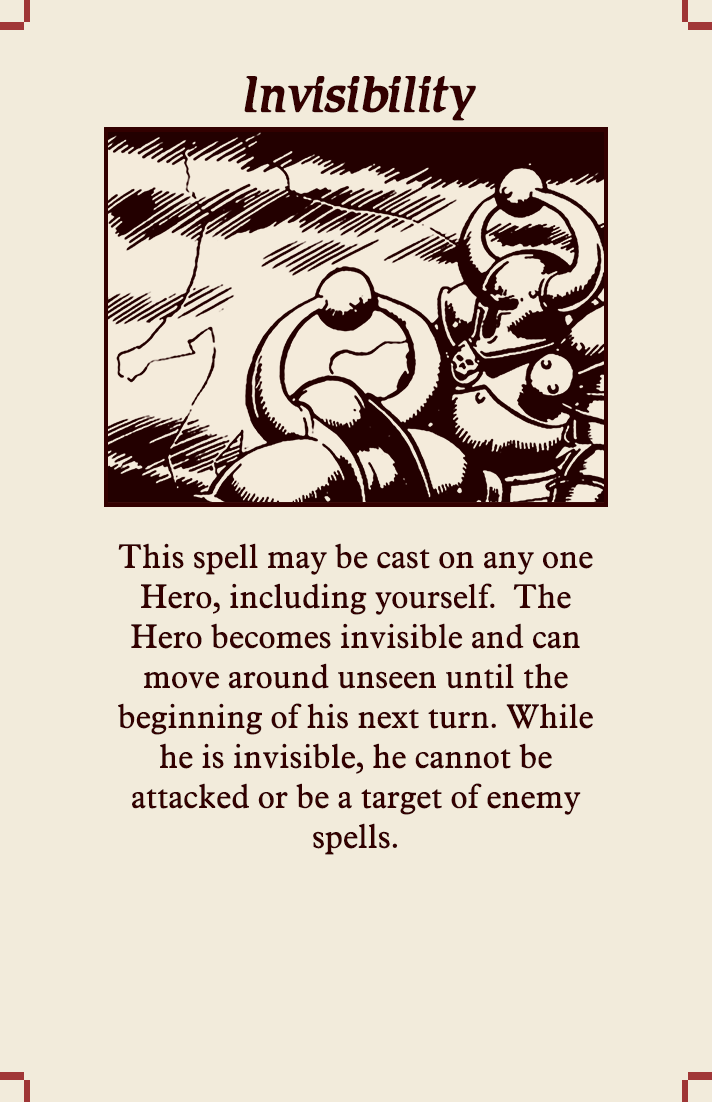 Invisibility
This spell may be cast on any one
Hero, including yourself.  The
Hero becomes invisible and can
move around unseen until the
beginning of his next turn. While
he is invisible, he cannot be
attacked or be a target of enemy
spells.